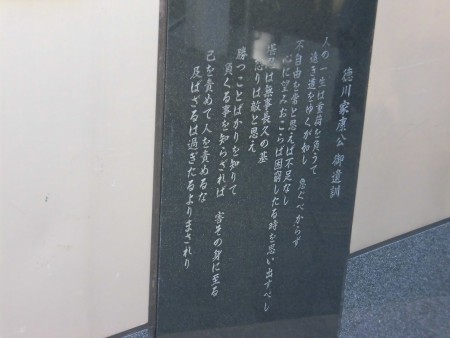 徳川家康公 御遺訓
人の一生は重荷を負うて
遠き道をゆくが如し 急ぐべからず
不自由を常と思えば不足なし
心に望みおこらば困窮したる時を思い出すべし
堪忍は無事長久の基
怒りは敵と思え
勝つことばかりを知りて
負くる事を知らざれば 害その身に至る
己を責めて人を責めるな
及ばざるは過ぎたるよりまされり